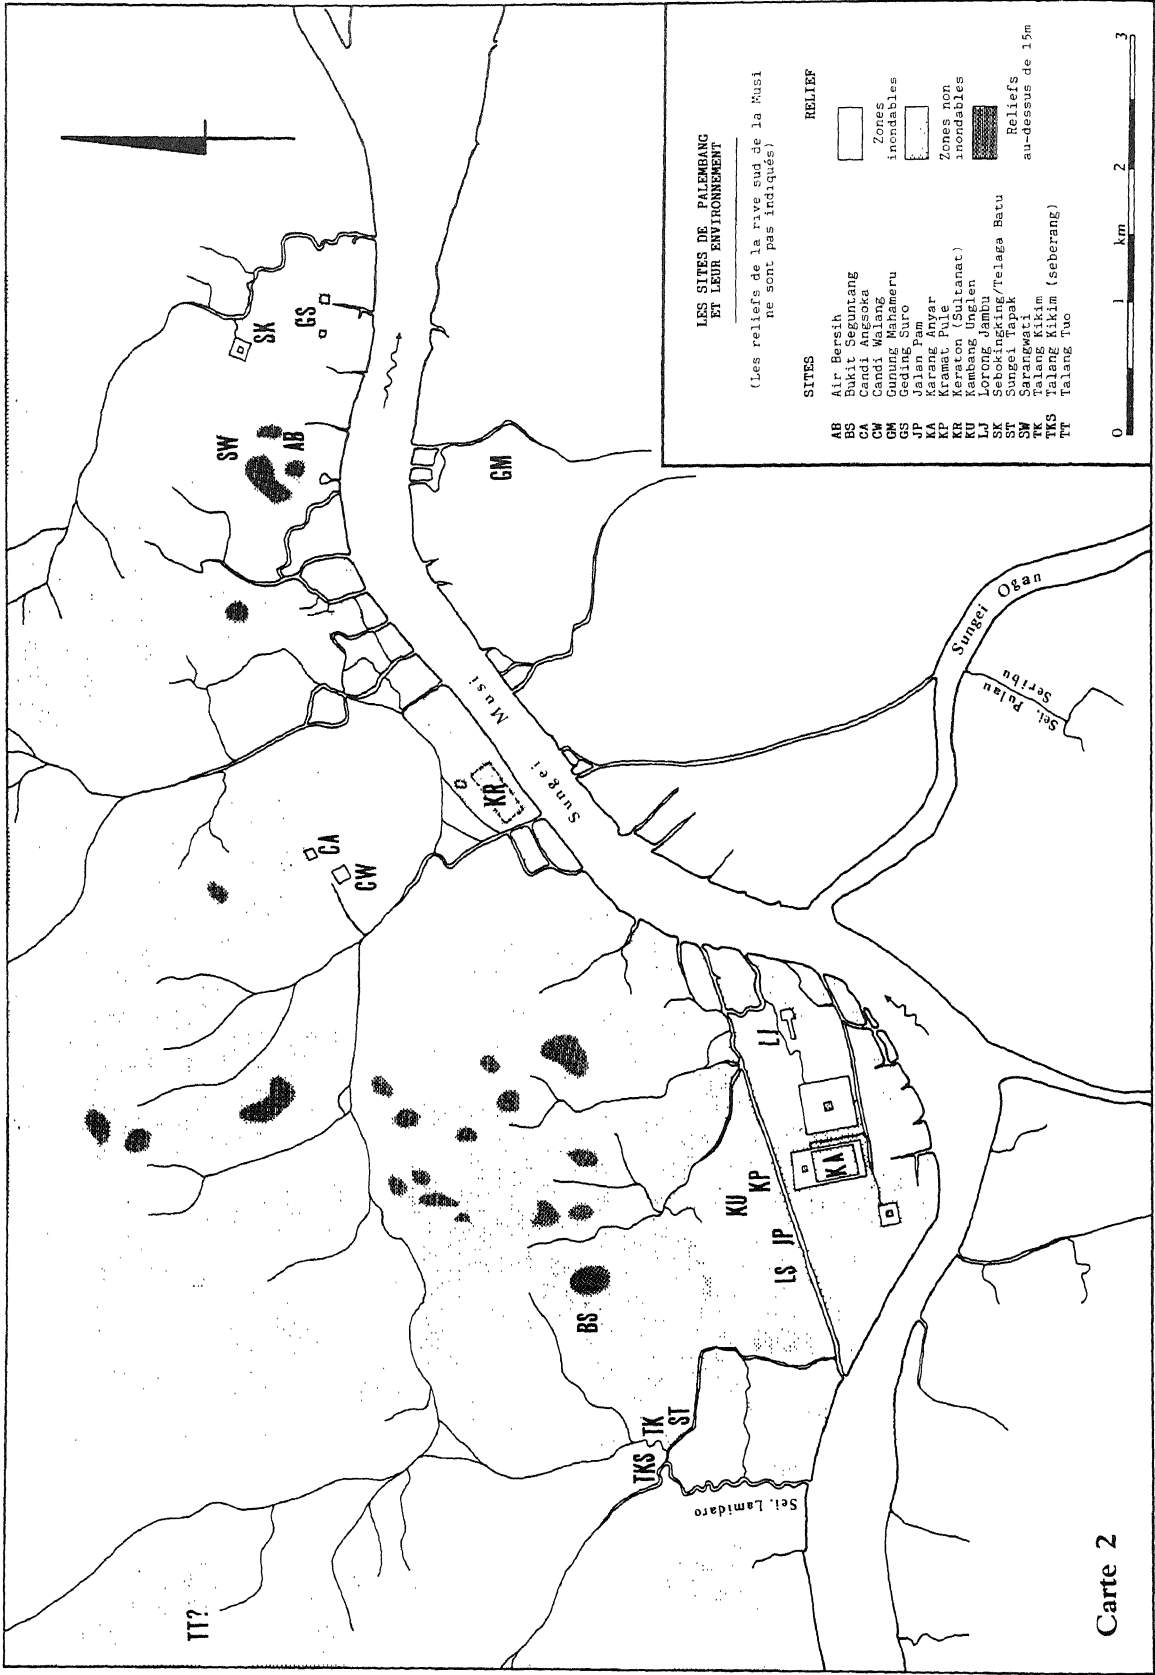 LES SITES DE PALEMBANG
ET LEUR ENVIRONNEMENT
(Les reliefs de la rive sud de la Musi
ne sont pas indiqués)
SITES
AB Air Bersih
BS Bukit Seguntang
CA Candi Angsoka
CW Candi Walang
GM Gunung Mahameru
GS Geding Suro
JP Jalan Pam
KA Karang Anyar
KP Kramat Pule
KR Keraton (Sultanat)
KU Kambang Unglen
LJ Lorong Jambu
SK Sebokingking/Telaga Batu
ST Sungei Tapak
SW Sarangwati
TK Talang Kikim
TKS Talang Kikim (seberang)
TT Talang Tuo
RELIEF
Zones
inondables
Zones non
inondables
Reliefs
au-dessus de 15m
0 1 km 2 3
TT?
TKS
TK
ST
Sei. Lamidaro
BS
LS
JP
KU
KP
KA
LJ
CA
CW
KR
Sungei Musi
SW
AB
SK
GS
GM
Sungei Ogan
Sei. Pulau
Seribu
Carte 2